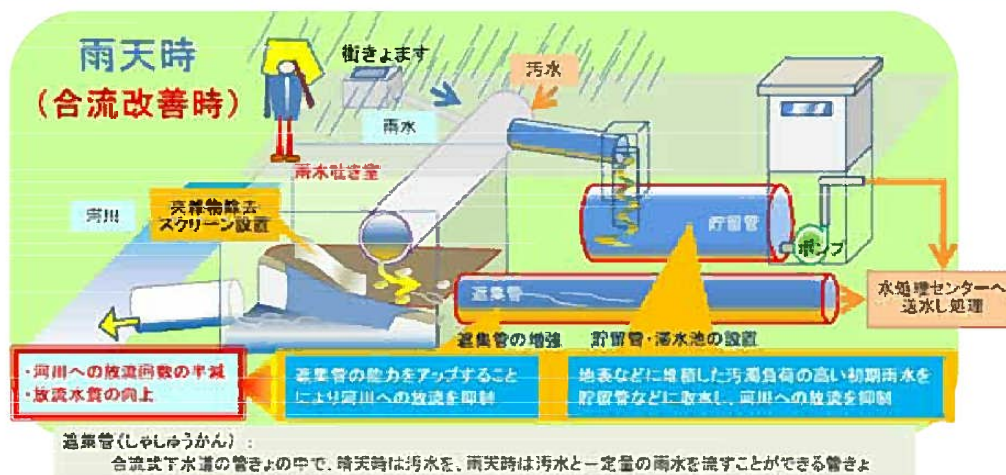 雨天時
(合流改善時)
街きょます
汚水
雨水
雨水吐き室
河川
夾雑物除去
スクリーン設置
貯留管
ポンプ
遮集管
水処理センターへ
送水し処理
遮集管の増強
貯留管・滞水池の設置
・河川への放流回数の半減
・放流水質の向上
遮集管の能力をアップすること
により河川への放流を抑制
地表などに堆積した汚濁負荷の高い初期雨水を
貯留管などに取水し、河川への放流を抑制
遮集管(しゃしゅうかん):
合流式下水道の管きょの中で、晴天時は汚水を、雨天時は汚水と一定量の雨水を流すことができる管きょ